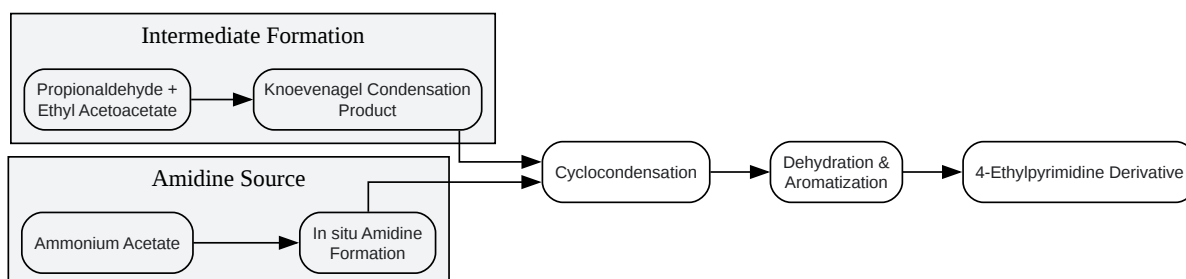 Intermediate Formation
Propionaldehyde +
Ethyl Acetoacetate
Knoevenagel Condensation
Product
Amidine Source
Ammonium Acetate
In situ Amidine
Formation
Cyclocondensation
Dehydration &
Aromatization
4-Ethylpyrimidine Derivative